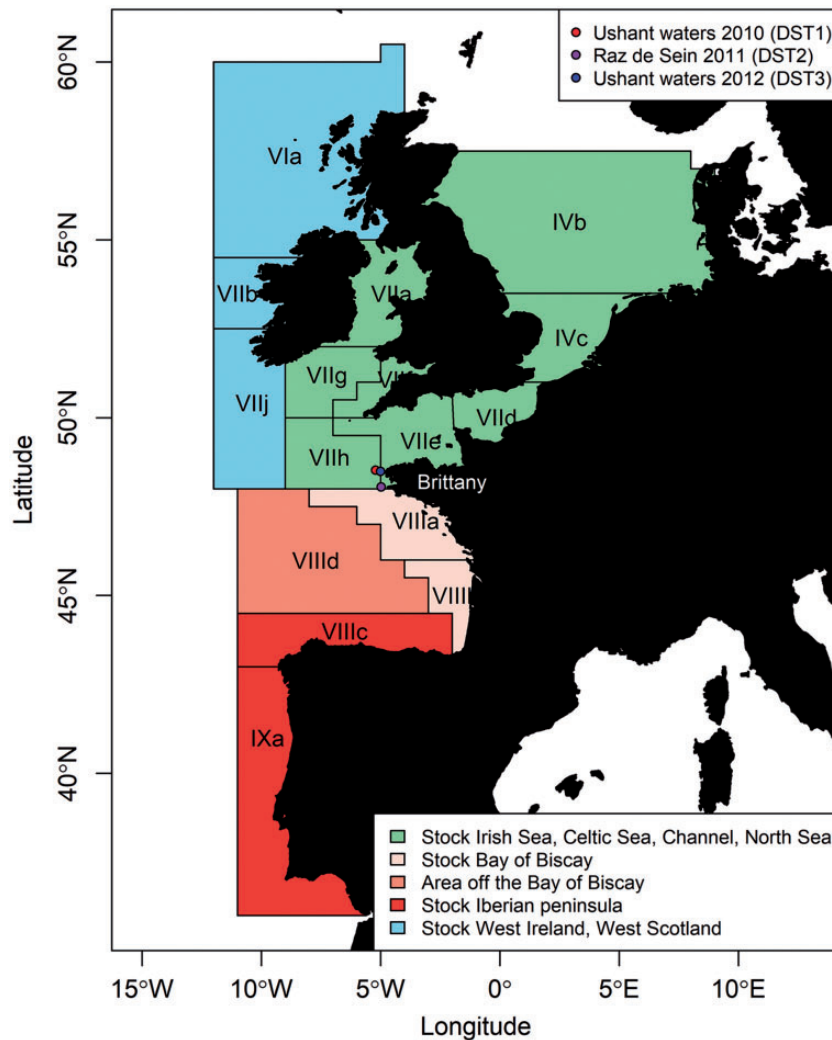 Ushant waters 2010 (DST1)
Raz de Sein 2011 (DST2)
Ushant waters 2012 (DST3)
60°N
VIa
IVb
55°N
VIIb
VIIa
IVc
VIIg
VIIj
VIId
50°N
VIIe
VIIh
Brittany
VIIIa
VIIId
45°N
VIIIc
IXa
40°N
Stock Irish Sea, Celtic Sea, Channel, North Sea
Stock Bay of Biscay
Area off the Bay of Biscay
Stock Iberian peninsula
Stock West Ireland, West Scotland
15°W 10°W 5°W 0° 5°E 10°E
Longitude
Latitude